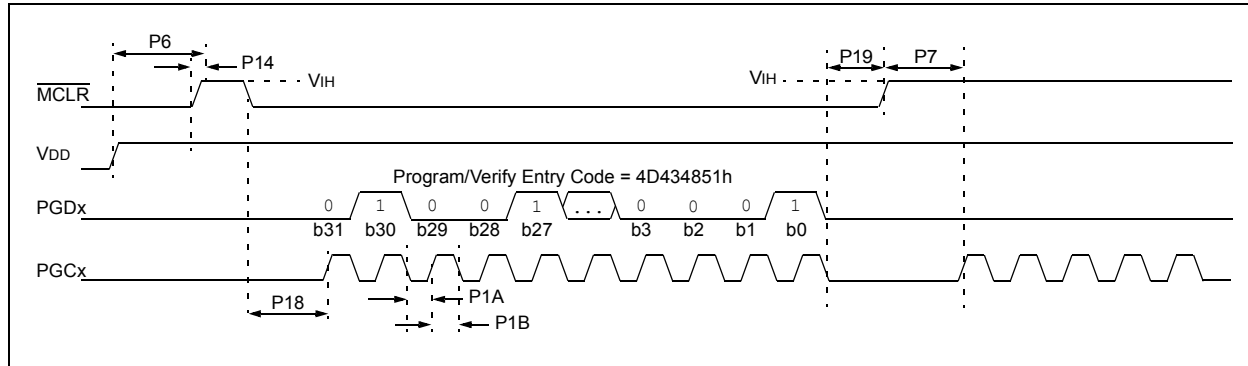 P6
P14
P19
P7
VIH
VIH
MCLR
VDD
Program/Verify Entry Code = 4D434851h
PGDx
0 1 0 0 1 ... 0 0 0 1
b31 b30 b29 b28 b27 b3 b2 b1 b0
PGCx
P18
P1A
P1B